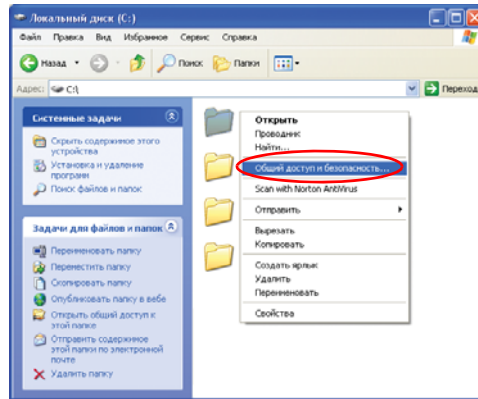 Локальный диск (C:)
Файл Правка Вид Избранное Сервис Справка
Назад Поиск Папки
Адрес: C:\ Переход
Системные задачи
Скрыть содержимое этого
устройства
Установка и удаление
программ
Поиск файлов и папок
Задачи для файлов и папок
Переименовать папку
Переместить папку
Скопировать папку
Опубликовать папку в вебе
Открыть общий доступ к
этой папке
Отправить содержимое
этой папки по электронной
почте
Удалить папку
Открыть
Проводник
Найти...
Общий доступ и безопасность...
Scan with Norton AntiVirus
Отправить
Вырезать
Копировать
Создать ярлык
Удалить
Переименовать
Свойства